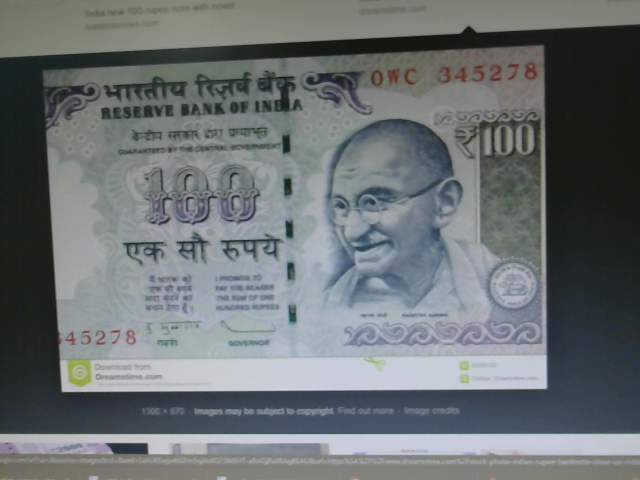 India new 100 rupee note with novel
dreamstime.com
भारतीय रिज़र्व बैंक
RESERVE BANK OF INDIA
0WC 345278
केन्द्रीय सरकार द्वारा प्रत्याभूत
GUARANTEED BY THE CENTRAL GOVERNMENT
₹100
100
एक सौ रुपये
मैं धारक को
एक सौ रुपये
अदा करने का
वचन देता हूँ।
I PROMISE TO
PAY THE BEARER
THE SUM OF ONE
HUNDRED RUPEES
गवर्नर
GOVERNOR
महात्मा गांधी MAHATMA GANDHI
345278
Download from
Dreamstime.com
1300 × 870 - Images may be subject to copyright. Find out more - Image credits